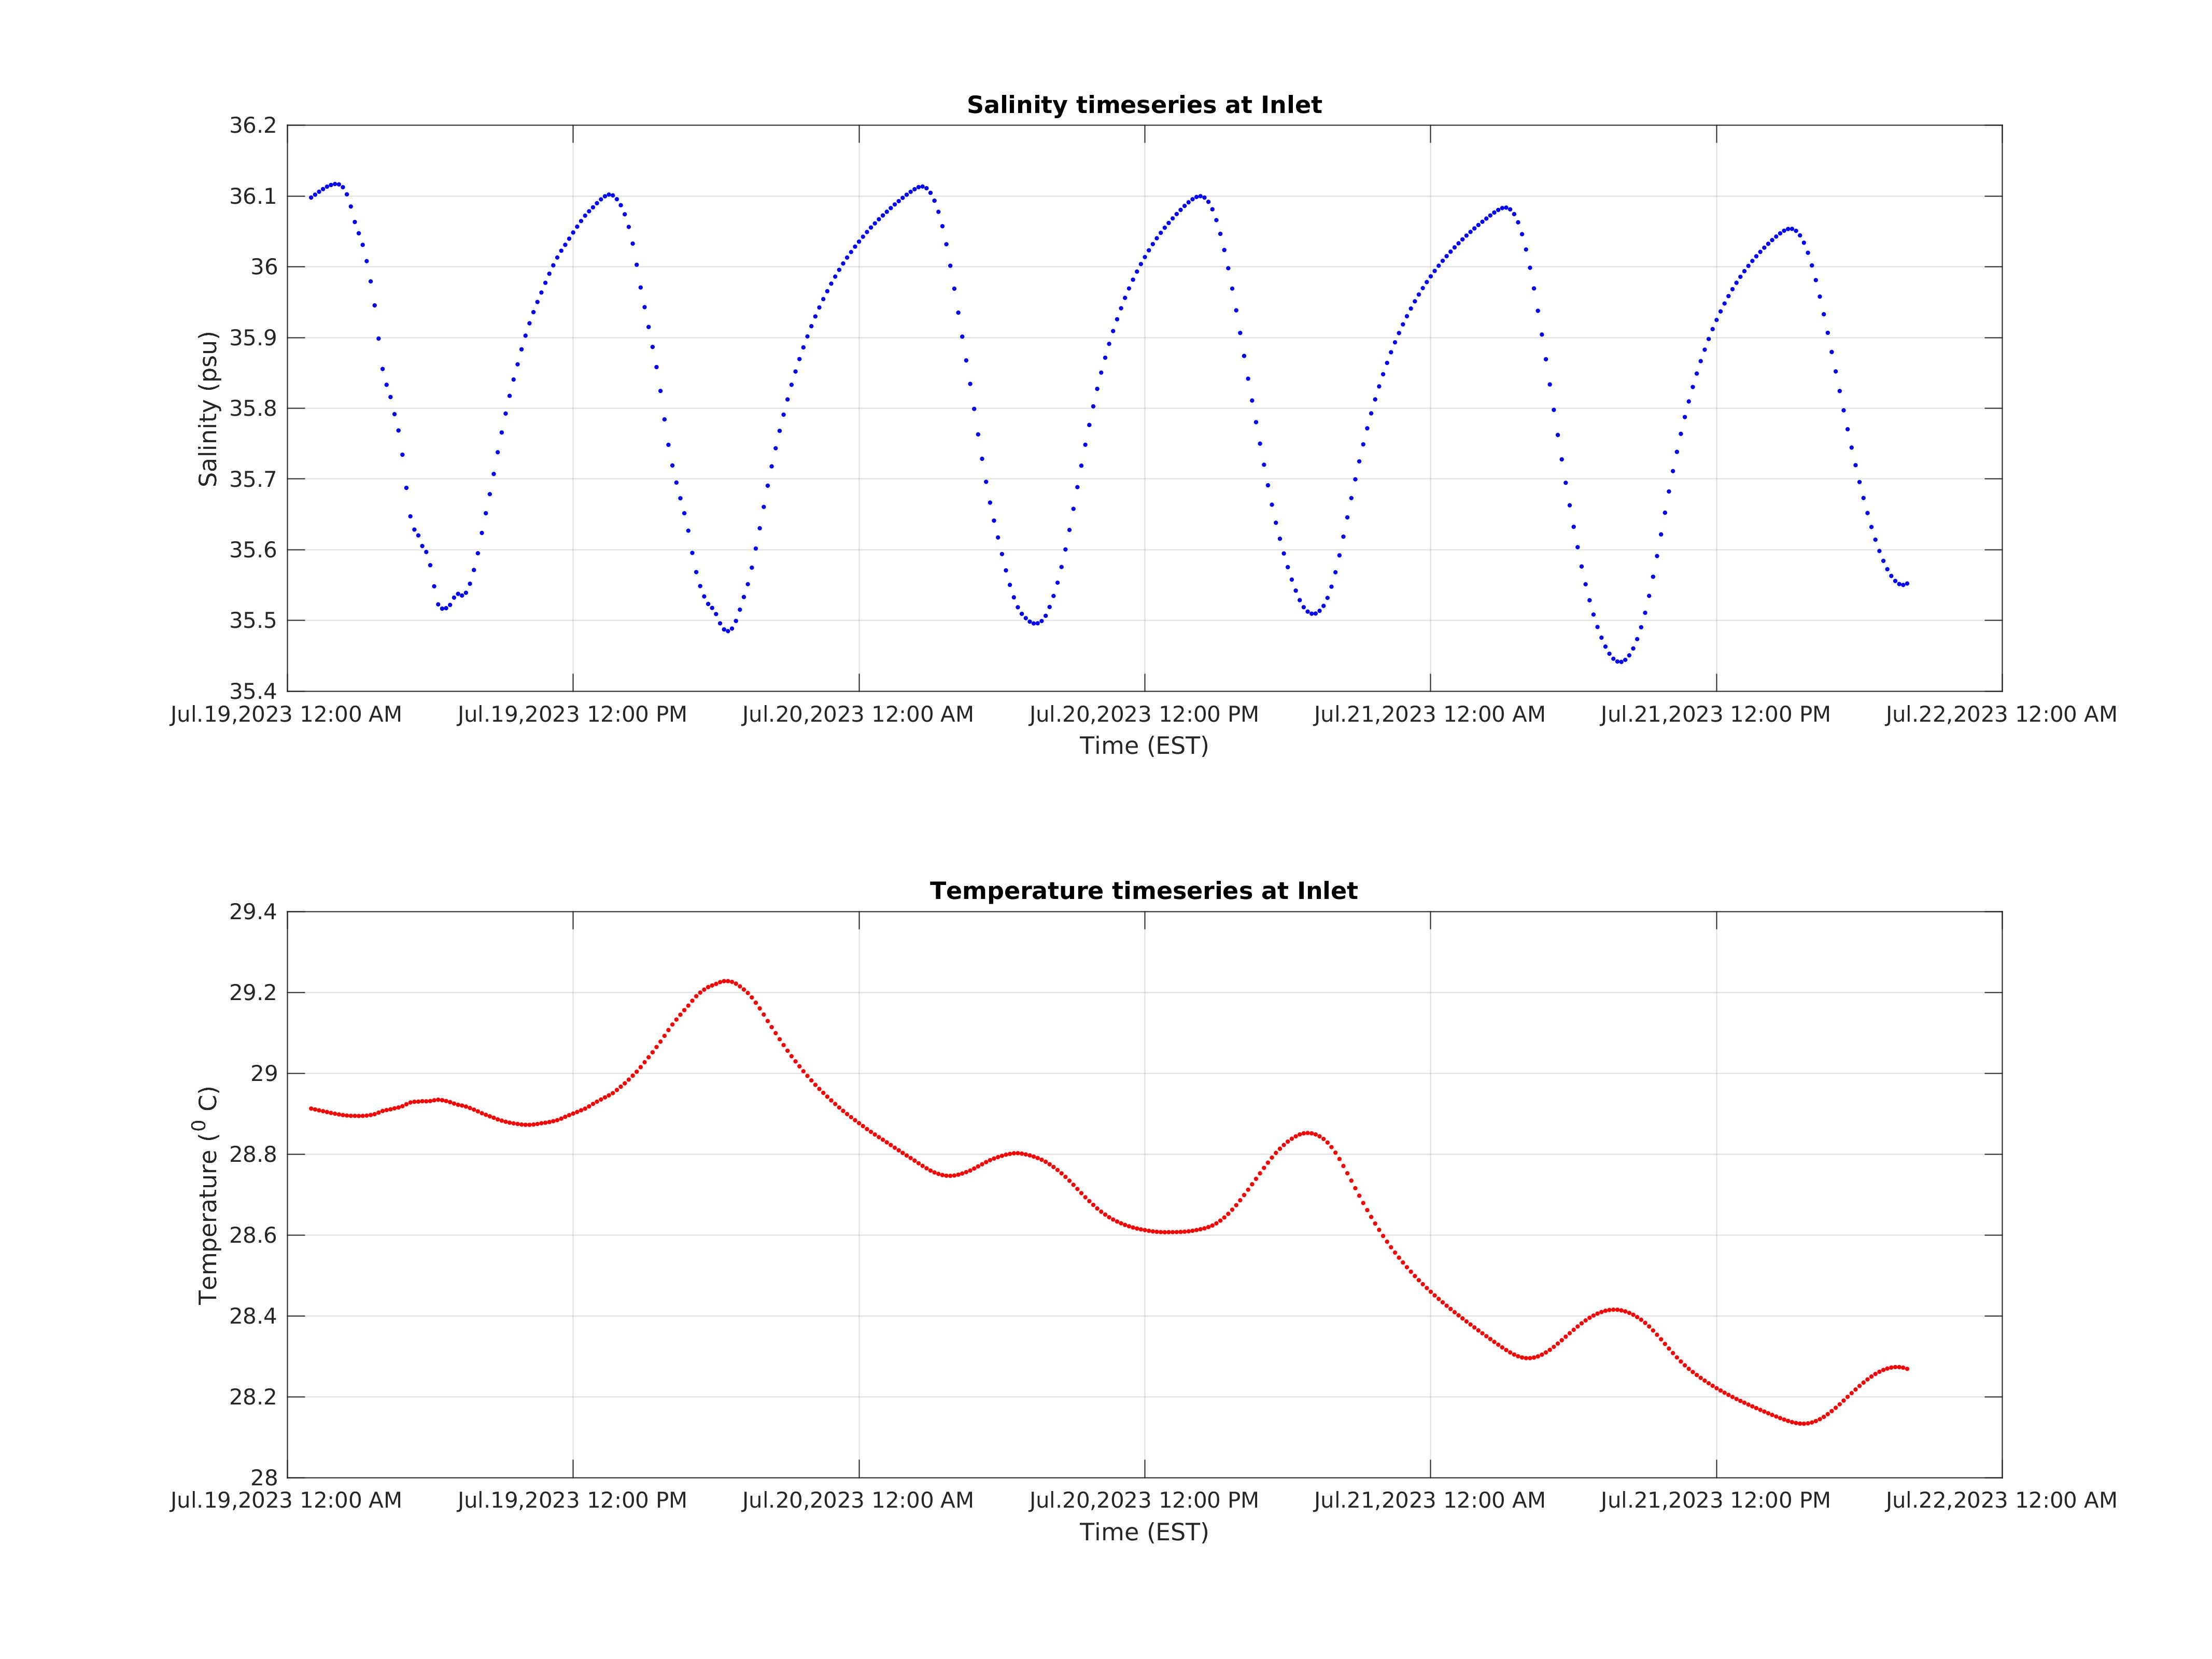 Salinity timeseries at Inlet
36.2
36.1
36
35.9
35.8
35.7
35.6
35.5
35.4
Salinity (psu)
Jul.19,2023 12:00 AM Jul.19,2023 12:00 PM Jul.20,2023 12:00 AM Jul.20,2023 12:00 PM Jul.21,2023 12:00 AM Jul.21,2023 12:00 PM Jul.22,2023 12:00 AM
Time (EST)
Temperature timeseries at Inlet
29.4
29.2
29
28.8
28.6
28.4
28.2
28
Temperature (⁰ C)
Jul.19,2023 12:00 AM Jul.19,2023 12:00 PM Jul.20,2023 12:00 AM Jul.20,2023 12:00 PM Jul.21,2023 12:00 AM Jul.21,2023 12:00 PM Jul.22,2023 12:00 AM
Time (EST)